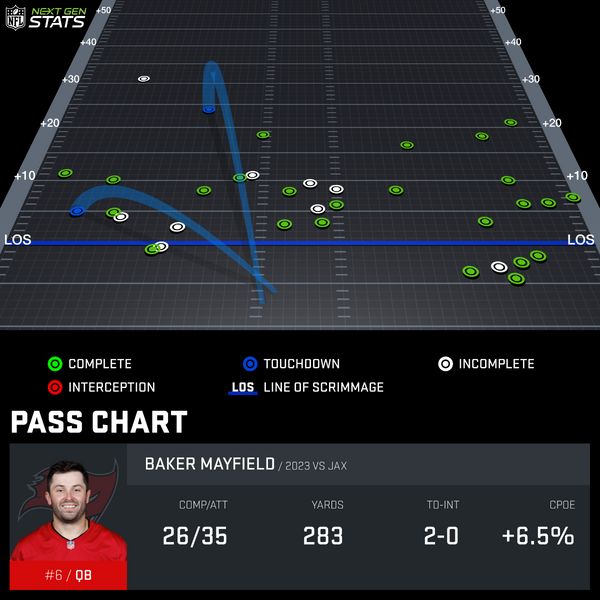 NFL NEXT GEN STATS
+50 +50
+40 +40
+30 +30
+20 +20
+10 +10
LOS LOS
COMPLETE TOUCHDOWN INCOMPLETE
INTERCEPTION LOS LINE OF SCRIMMAGE
PASS CHART
BAKER MAYFIELD / 2023 VS JAX
COMP/ATT YARDS TD-INT CPOE
26/35 283 2-0 +6.5%
#6 / QB